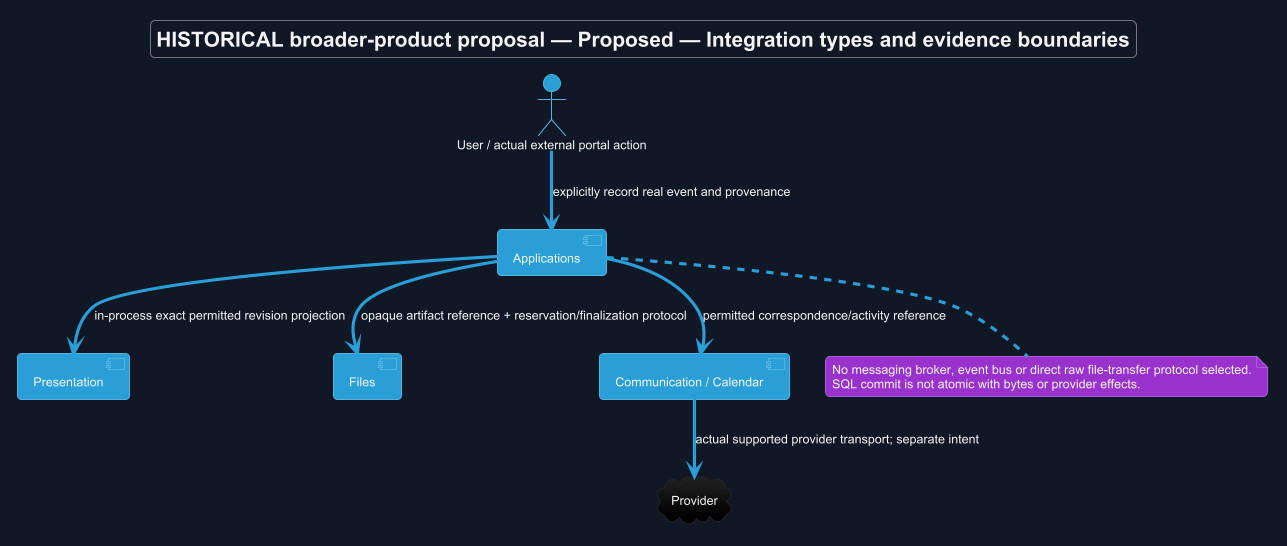 HISTORICAL broader-product proposal — Proposed — Integration types and evidence boundaries
User / actual external portal action
explicitly record real event and provenance
Applications
in-process exact permitted revision projection
opaque artifact reference + reservation/finalization protocol
permitted correspondence/activity reference
Presentation
Files
Communication / Calendar
No messaging broker, event bus or direct raw file-transfer protocol selected.
SQL commit is not atomic with bytes or provider effects.
actual supported provider transport; separate intent
Provider